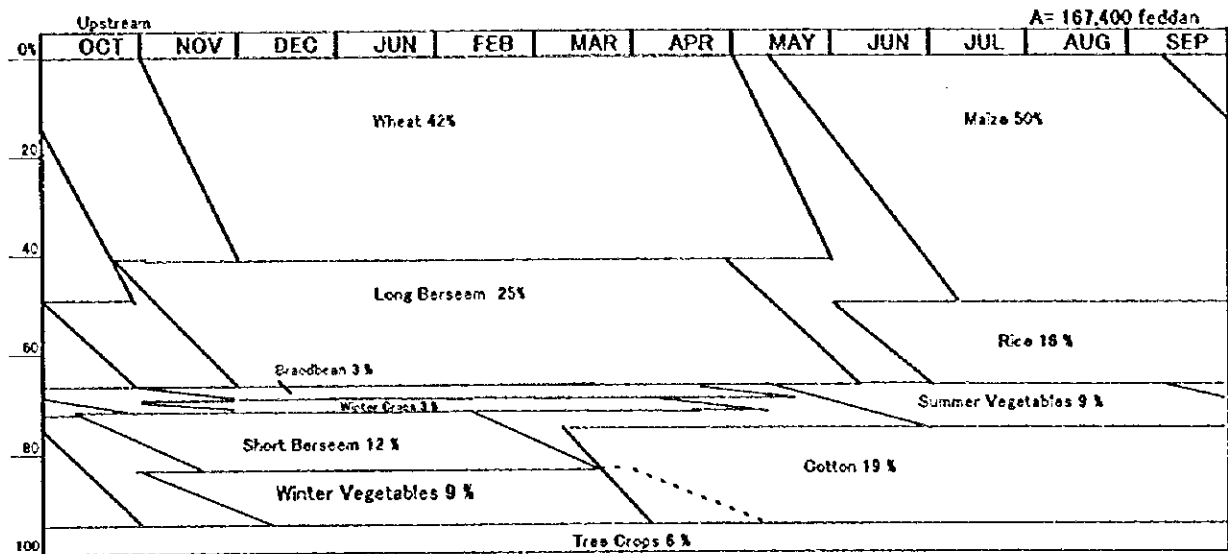 Upstream
A= 167,400 feddan
0% OCT NOV DEC JUN FEB MAR APR MAY JUN JUL AUG SEP
Wheat 42%
Maize 50%
20
40
Long Berseem 25%
Rice 16 %
60
Broadbean 3 %
Winter Crops 3 %
Summer Vegetables 9 %
Short Berseem 12 %
80
Cotton 19 %
Winter Vegetables 9 %
Tree Crops 6 %
100